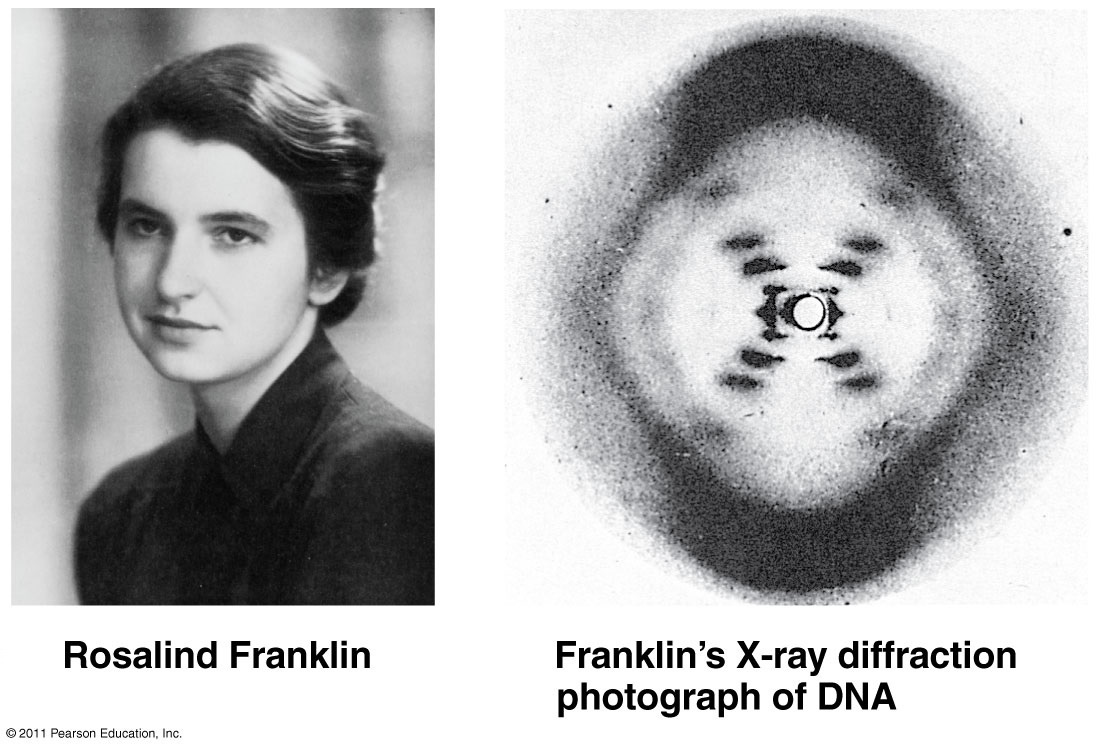 Rosalind Franklin
Franklin's X-ray diffraction
photograph of DNA
© 2011 Pearson Education, Inc.